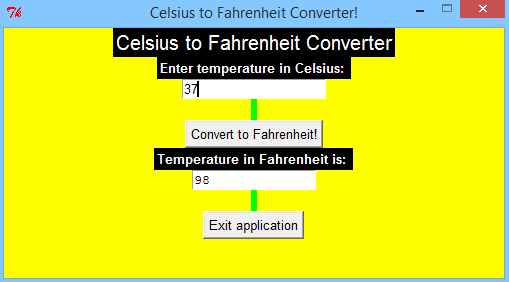 Celsius to Fahrenheit Converter!
Celsius to Fahrenheit Converter
Enter temperature in Celsius:
37
Convert to Fahrenheit!
Temperature in Fahrenheit is:
98
Exit application